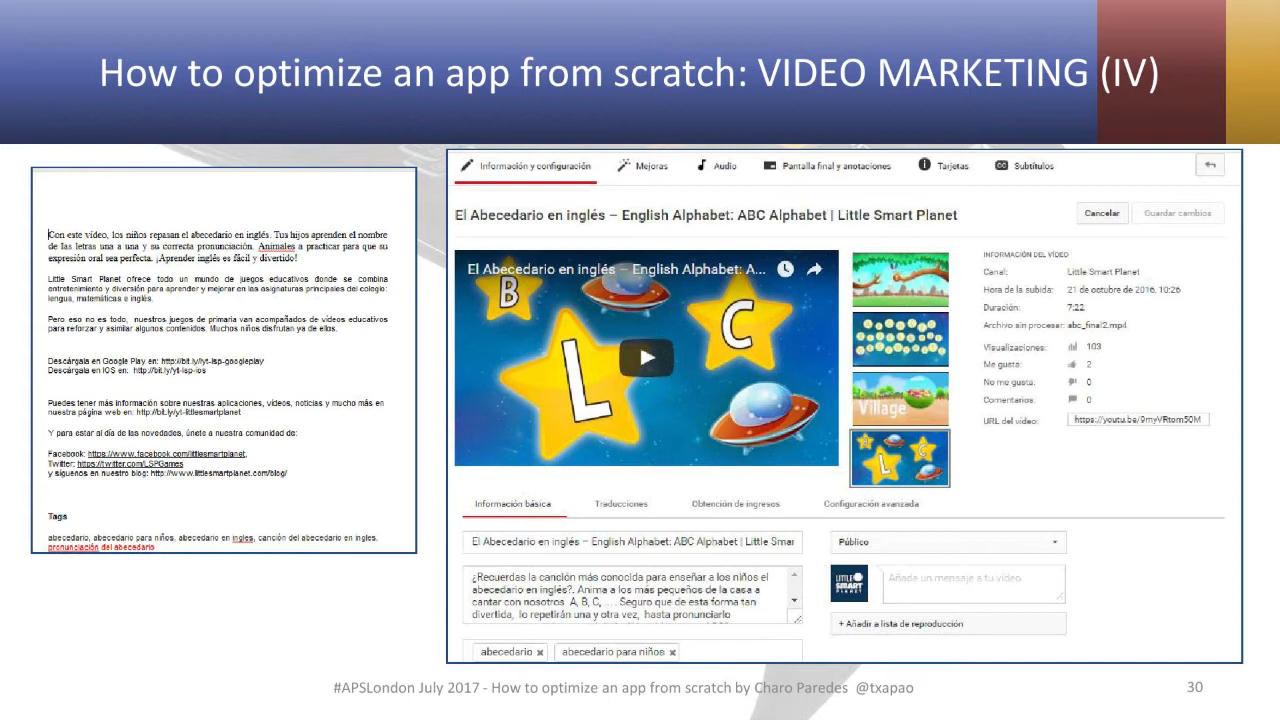 How to optimize an app from scratch: VIDEO MARKETING (IV)
Con este vídeo, los niños repasan el abecedario en inglés. Tus hijos aprenden el nombre
de las letras una a una y su correcta pronunciación. Animales a practicar para que su
expresión oral sea perfecta. ¡Aprender inglés es fácil y divertido!
Little Smart Planet ofrece todo un mundo de juegos educativos donde se combina
entretenimiento y diversión para aprender y mejorar en las asignaturas principales del colegio:
lengua, matemáticas e inglés.
Pero eso no es todo, nuestros juegos de primaria van acompañados de vídeos educativos
para reforzar y asimilar algunos contenidos. Muchos niños disfrutan ya de ellos.
Descárgala en Google Play en: http://bit.ly/yt-lsp-googleplay
Descárgala en IOS en: http://bit.ly/yt-lsp-ios
Puedes tener más información sobre nuestras aplicaciones, vídeos, noticias y mucho más en
nuestra página web en: http://bit.ly/yt-littlesmartplanet
Y para estar al día de las novedades, únete a nuestra comunidad de:
Facebook: https://www.facebook.com/littlesmartplanet,
Twitter: https://twitter.com/LSPGames
y síguenos en nuestro blog: http://www.littlesmartplanet.com/blog/
Tags
abecedario, abecedario para niños, abecedario en ingles, canción del abecedario en ingles,
pronunciación del abecedario
Información y configuración Mejoras Audio Pantalla final y anotaciones Tarjetas CC Subtítulos
El Abecedario en inglés – English Alphabet: ABC Alphabet | Little Smart Planet
Cancelar Guardar cambios
El Abecedario en inglés – English Alphabet: A...
B
C
L
Village
L C
INFORMACIÓN DEL VÍDEO
Canal: Little Smart Planet
Hora de la subida: 21 de octubre de 2016, 10:26
Duración: 7:22
Archivo sin procesar: abc_final2.mp4
Visualizaciones: 103
Me gusta: 2
No me gusta: 0
Comentarios: 0
URL del vídeo: https://youtu.be/9myVRtom50M
Información básica Traducciones Obtención de ingresos Configuración avanzada
El Abecedario en inglés – English Alphabet: ABC Alphabet | Little Smar
¿Recuerdas la canción más conocida para enseñar a los niños el
abecedario en inglés?. Anima a los más pequeños de la casa a
cantar con nosotros A, B, C, ... Seguro que de esta forma tan
divertida, lo repetirán una y otra vez, hasta pronunciarlo
abecedario × abecedario para niños ×
Público
LITTLE SMART PLANET
Añade un mensaje a tu vídeo
+ Añadir a lista de reproducción
#APSLondon July 2017 - How to optimize an app from scratch by Charo Paredes @txapao
30